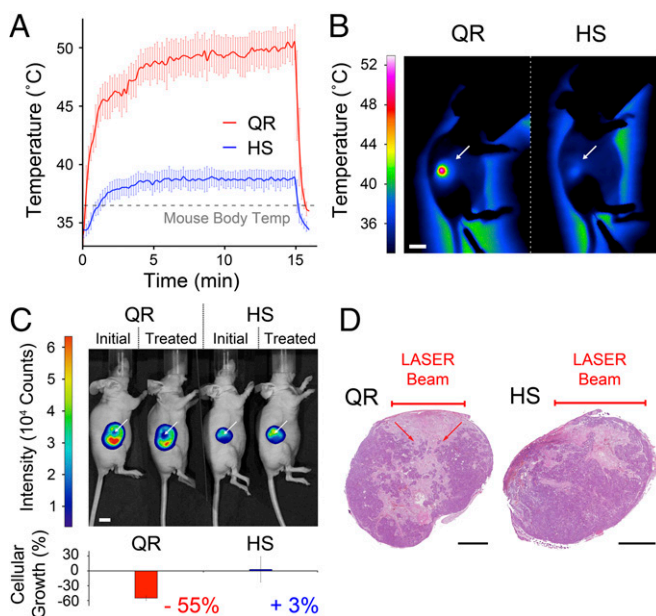 A
Temperature (˚C)
50
45
40
35
QR
HS
Mouse Body Temp
0
5
10
15
Time (min)
B
QR
HS
Temperature (˚C)
52
48
44
40
36
C
QR
HS
Initial
Treated
Initial
Treated
Intensity (10⁴ Counts)
6
5
4
3
2
1
Cellular
Growth (%)
30
0
-30
-60
QR
HS
- 55%
+ 3%
D
LASER
Beam
QR
LASER
Beam
HS